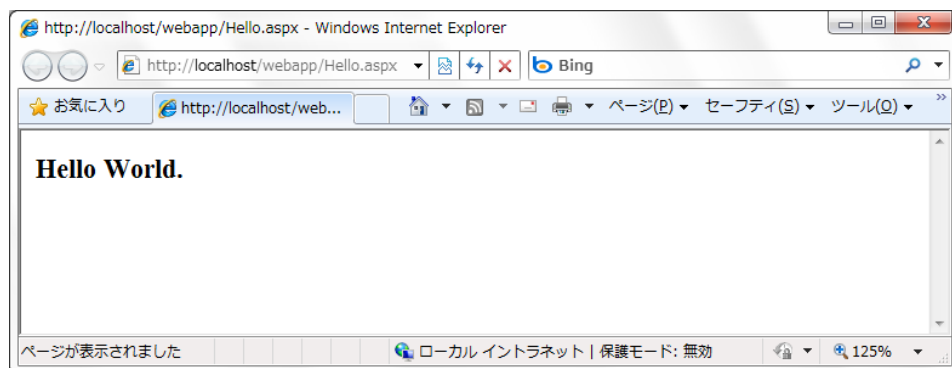 http://localhost/webapp/Hello.aspx - Windows Internet Explorer
http://localhost/webapp/Hello.aspx Bing
お気に入り http://localhost/web... ページ(P) セーフティ(S) ツール(O) »
Hello World.
ページが表示されました ローカル イントラネット | 保護モード: 無効 125%